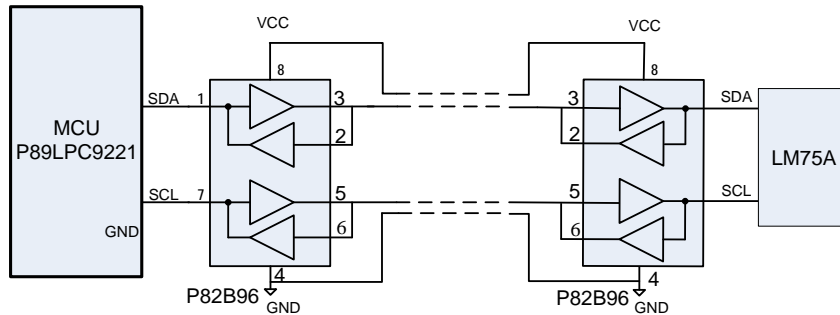 VCC
VCC
8
8
SDA
1
3
3
SDA
2
2
MCU
P89LPC9221
LM75A
SCL
7
5
5
SCL
6
6
GND
4
4
P82B96
GND
P82B96
GND